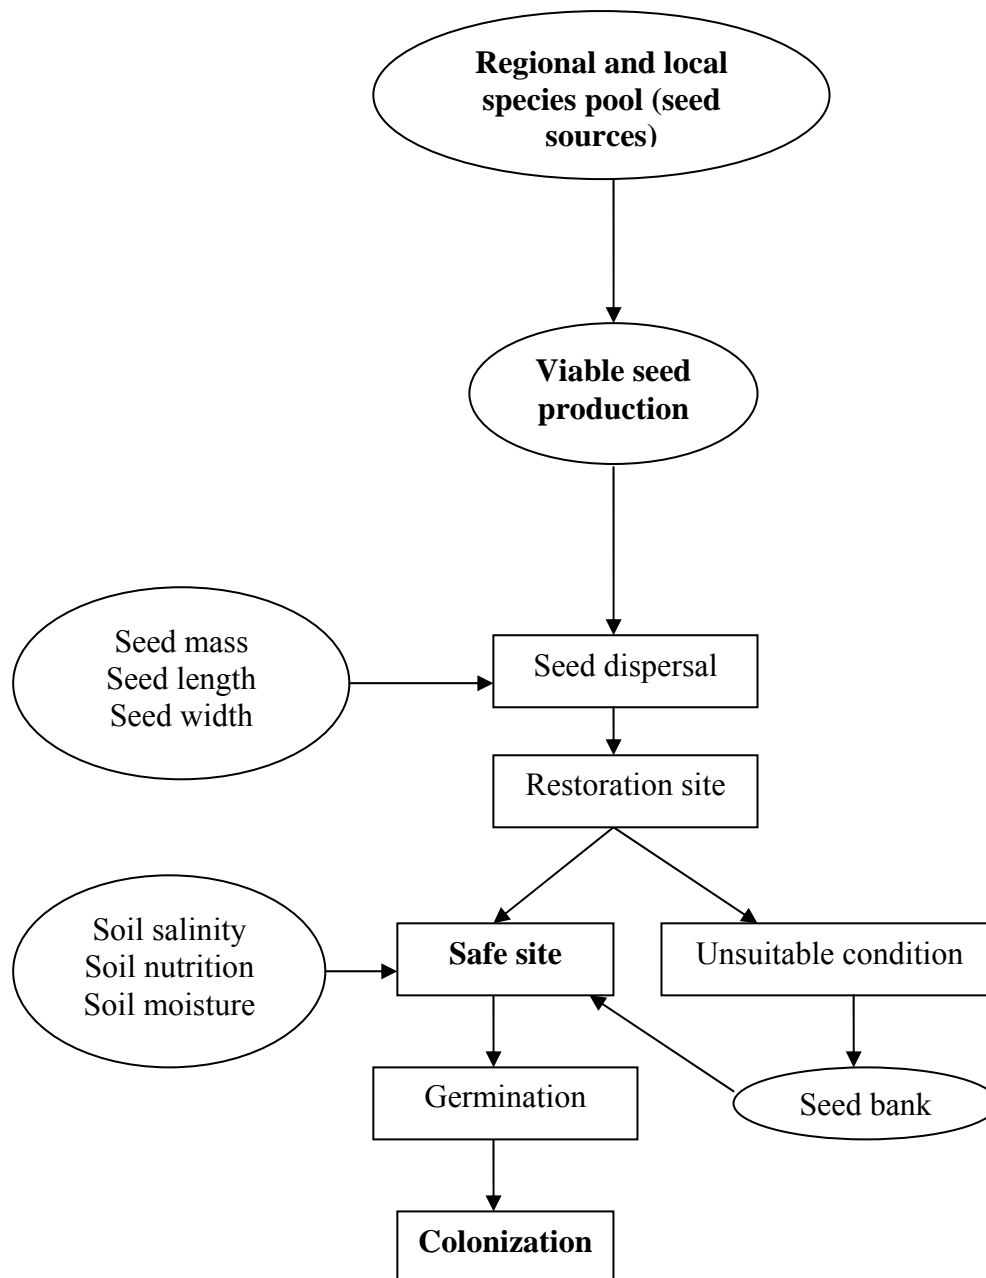 Regional and local
species pool (seed
sources)
Viable seed
production
Seed mass
Seed length
Seed width
Seed dispersal
Restoration site
Soil salinity
Soil nutrition
Soil moisture
Safe site
Unsuitable condition
Germination
Seed bank
Colonization